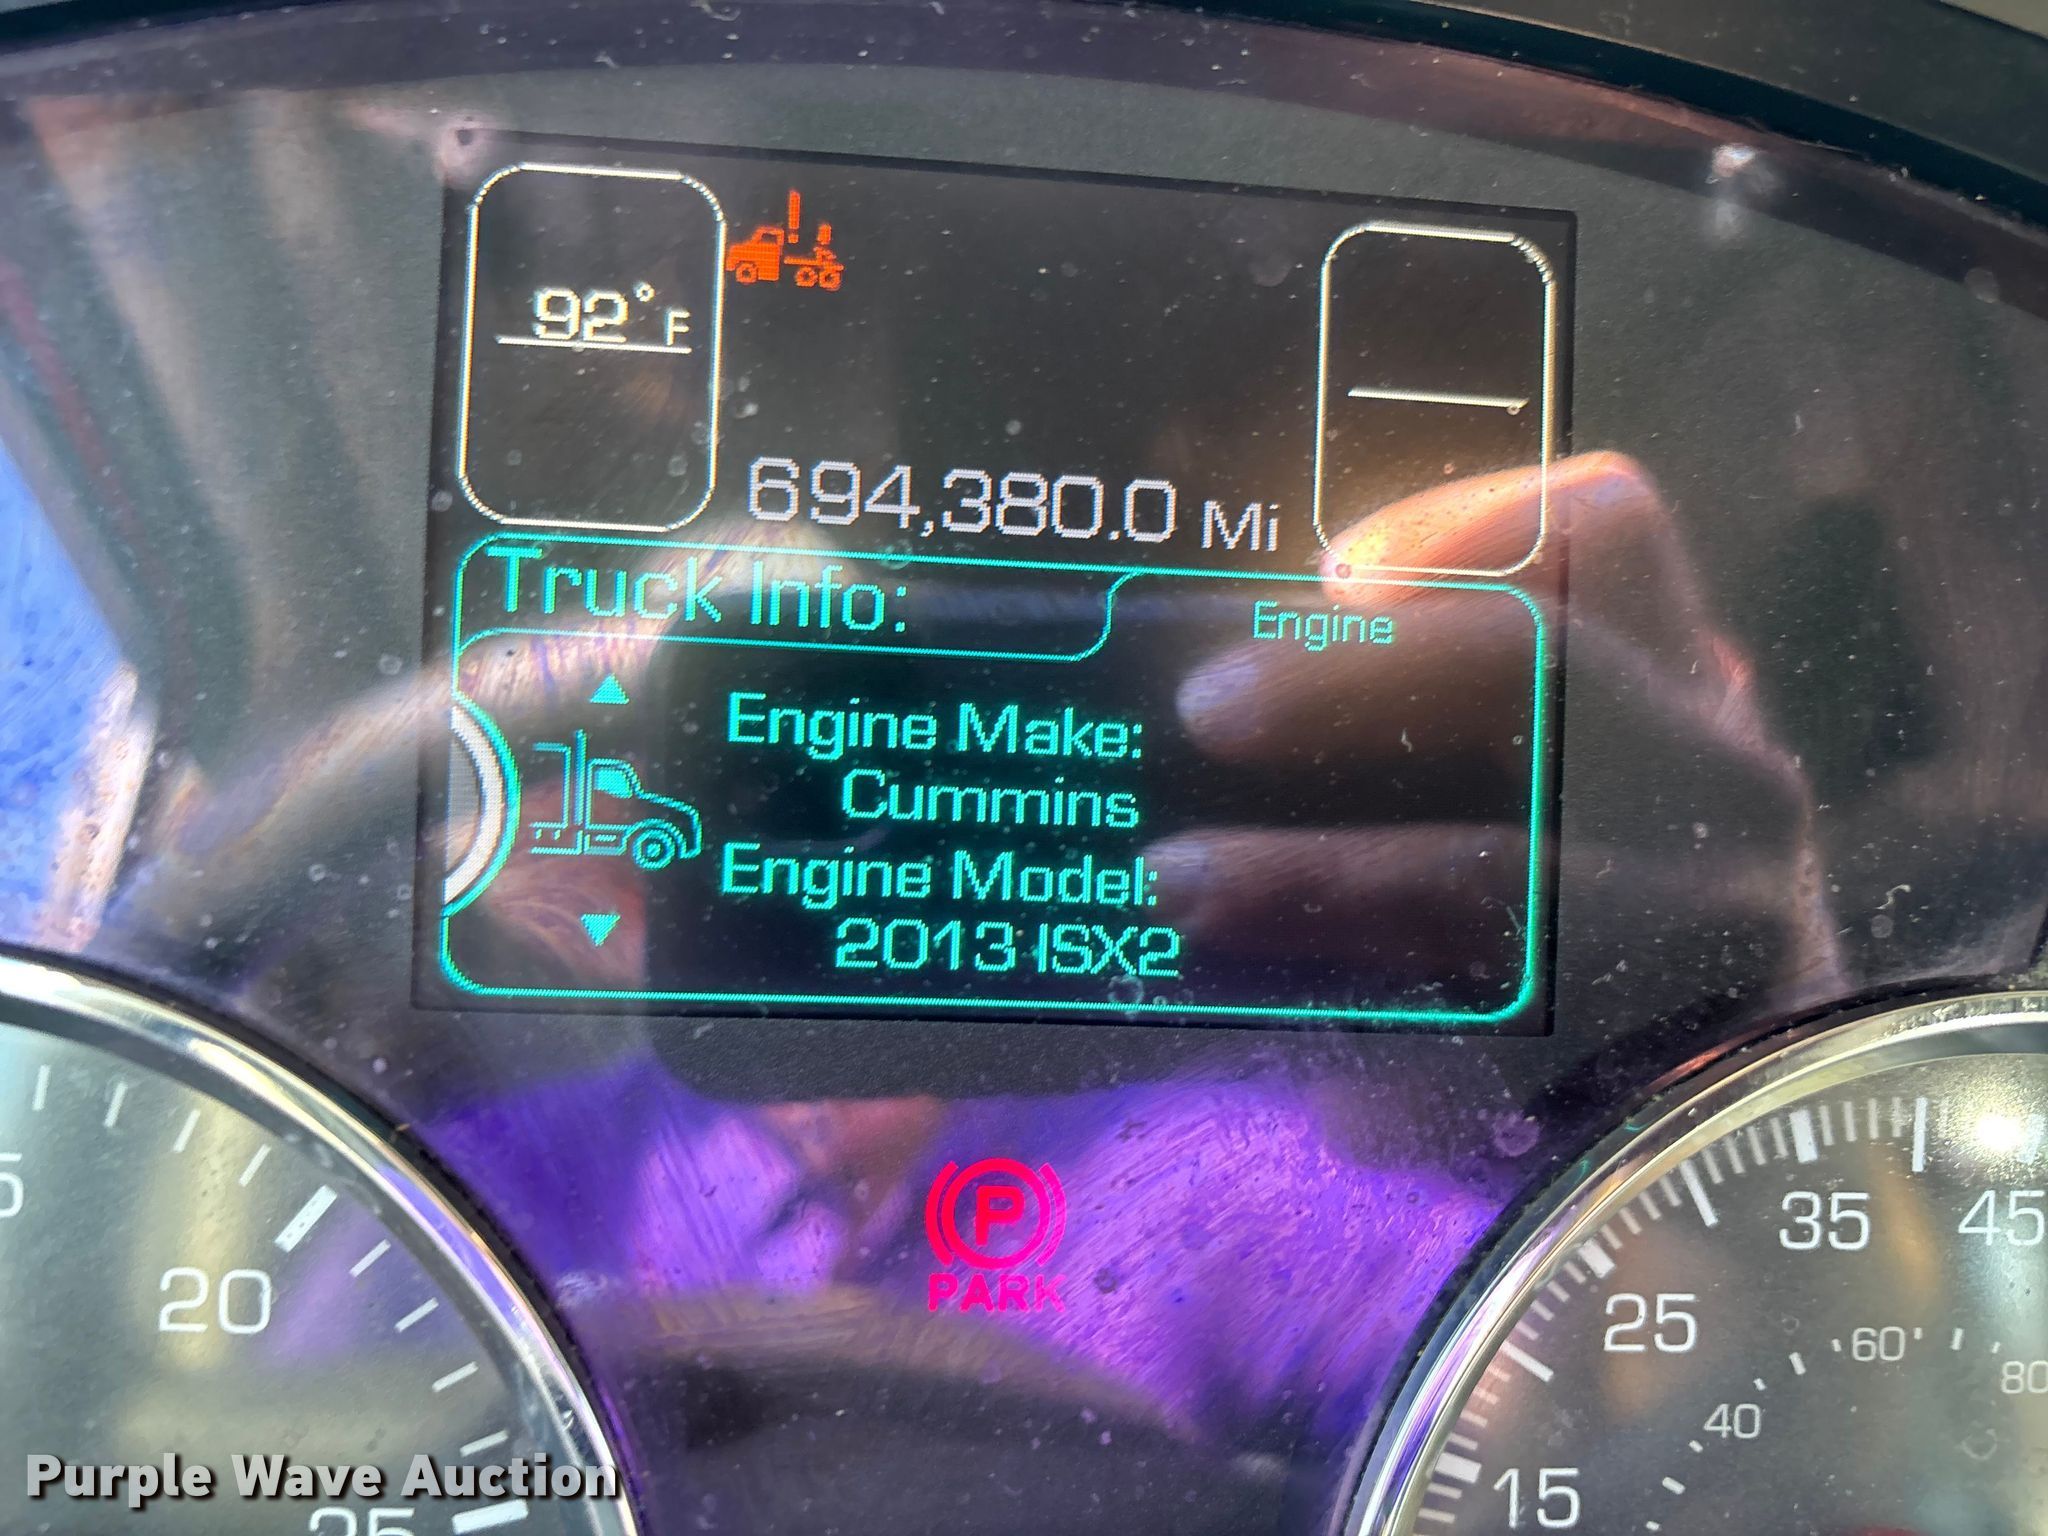 92°F
694,380.0 Mi
Truck Info:
Engine
Engine Make:
Cummins
Engine Model:
2013 ISX2
P
PARK
20
25
15
25
35
45
40
60
80
Purple Wave Auction